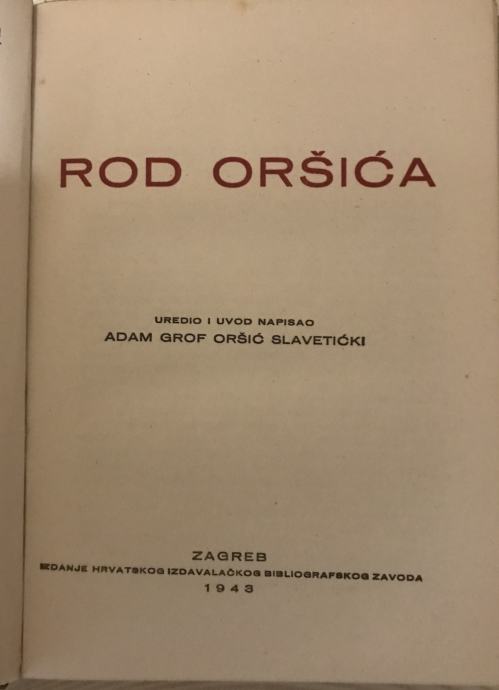 ROD ORŠIĆA
UREDIO I UVOD NAPISAO
ADAM GROF ORŠIĆ SLAVETIĆKI
ZAGREB
IZDANJE HRVATSKOG IZDAVALAČKOG BIBLIOGRAFSKOG ZAVODA
1943